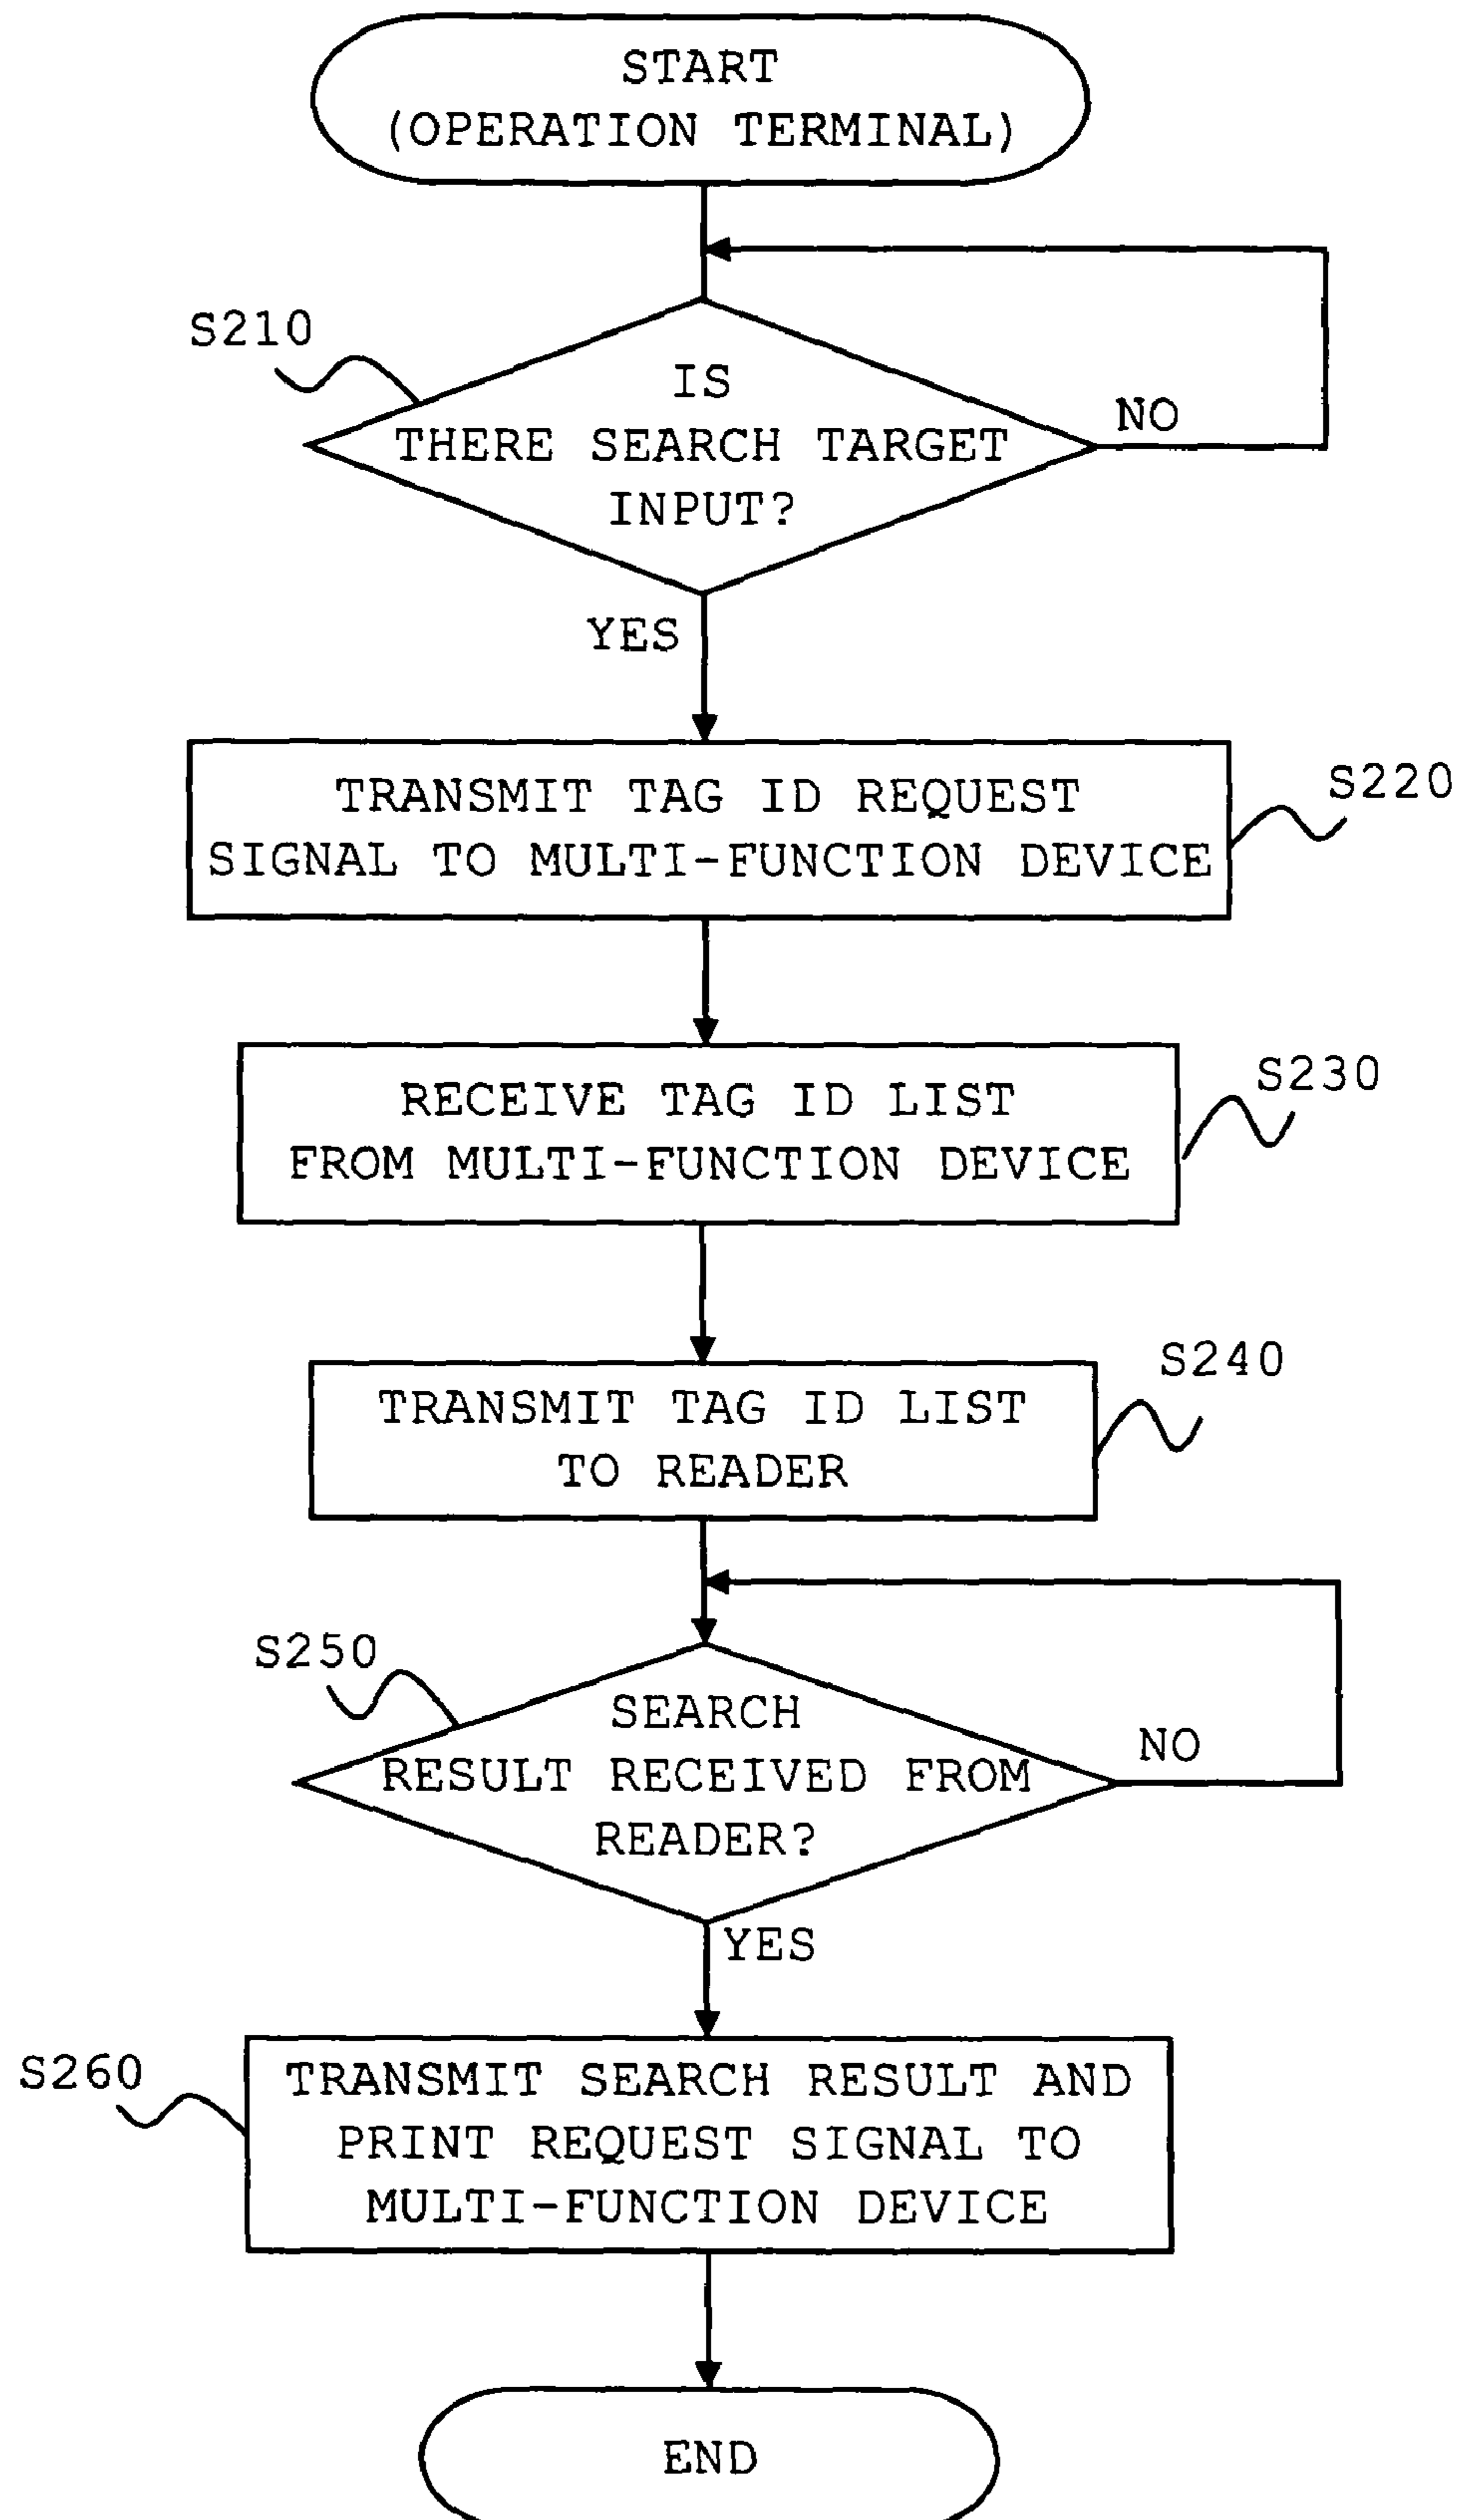 START
(OPERATION TERMINAL)
S210
IS
THERE SEARCH TARGET
INPUT?
NO
YES
TRANSMIT TAG ID REQUEST
SIGNAL TO MULTI-FUNCTION DEVICE
S220
RECEIVE TAG ID LIST
FROM MULTI-FUNCTION DEVICE
S230
TRANSMIT TAG ID LIST
TO READER
S240
S250
SEARCH
RESULT RECEIVED FROM
READER?
NO
YES
S260
TRANSMIT SEARCH RESULT AND
PRINT REQUEST SIGNAL TO
MULTI-FUNCTION DEVICE
END